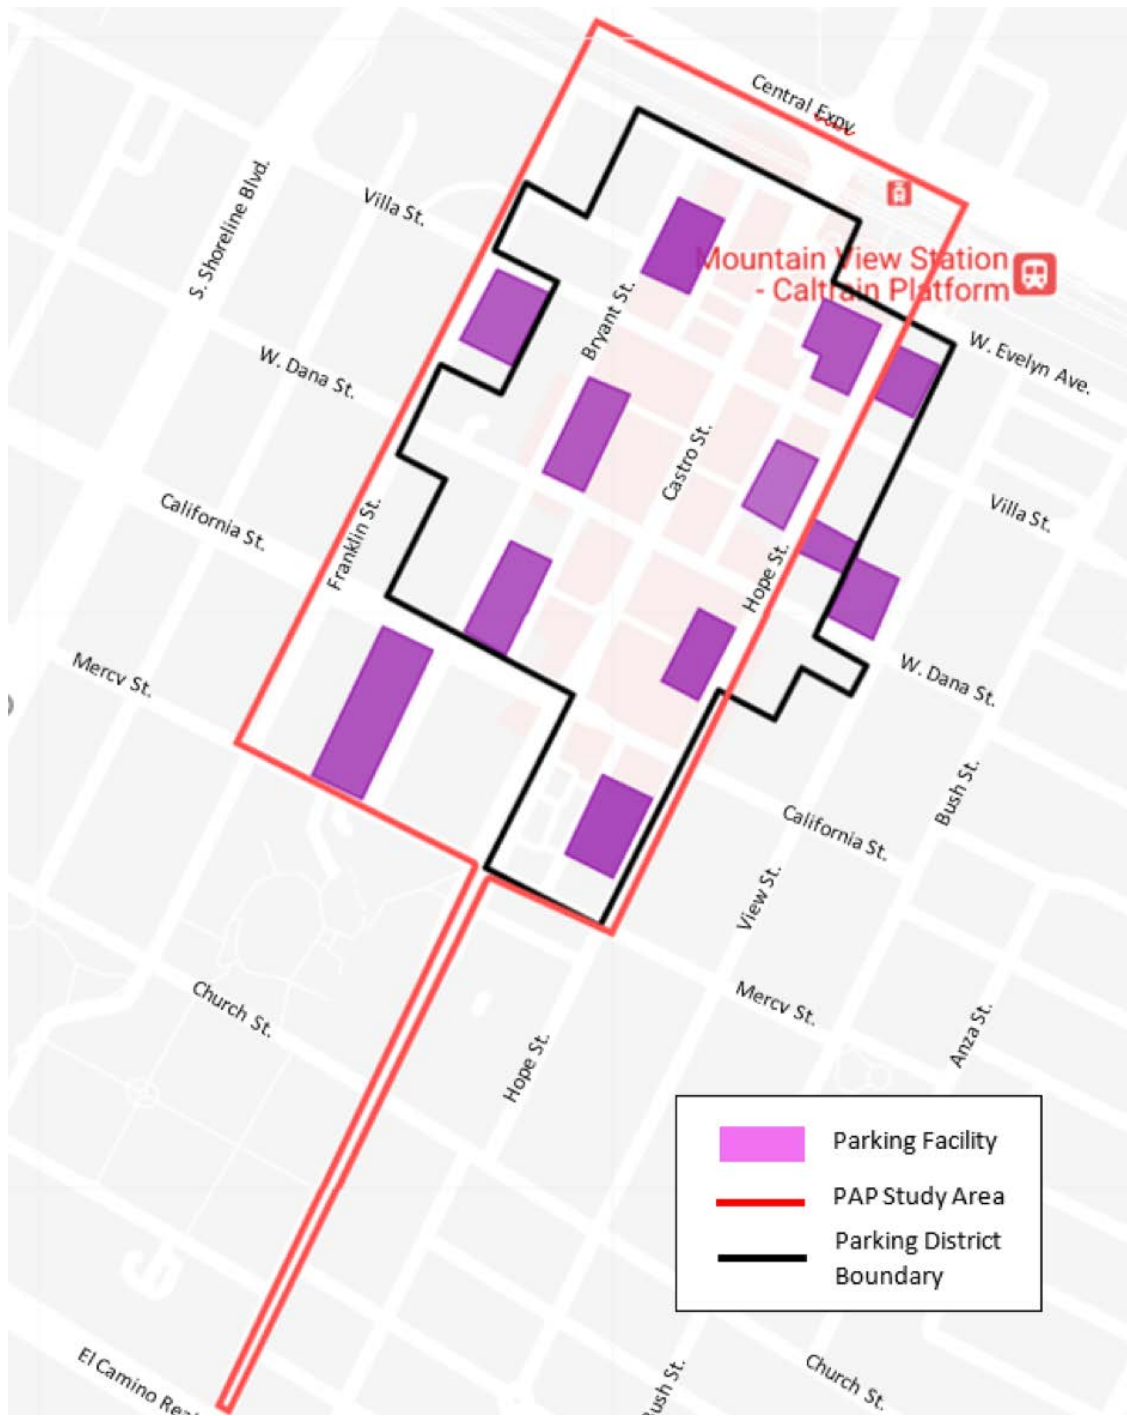 Central Expy
Villa St.
S. Shoreline Blvd.
Mountain View Station
- Caltrain Platform
Bryant St.
W. Evelyn Ave.
W. Dana St.
Castro St.
Villa St.
California St.
Franklin St.
Hope St.
Mercy St.
W. Dana St.
Bush St.
California St.
View St.
Mercy St.
Church St.
Anza St.
Hope St.
Parking Facility
PAP Study Area
Parking District
Boundary
El Camino Real
Church St.
Bush St.